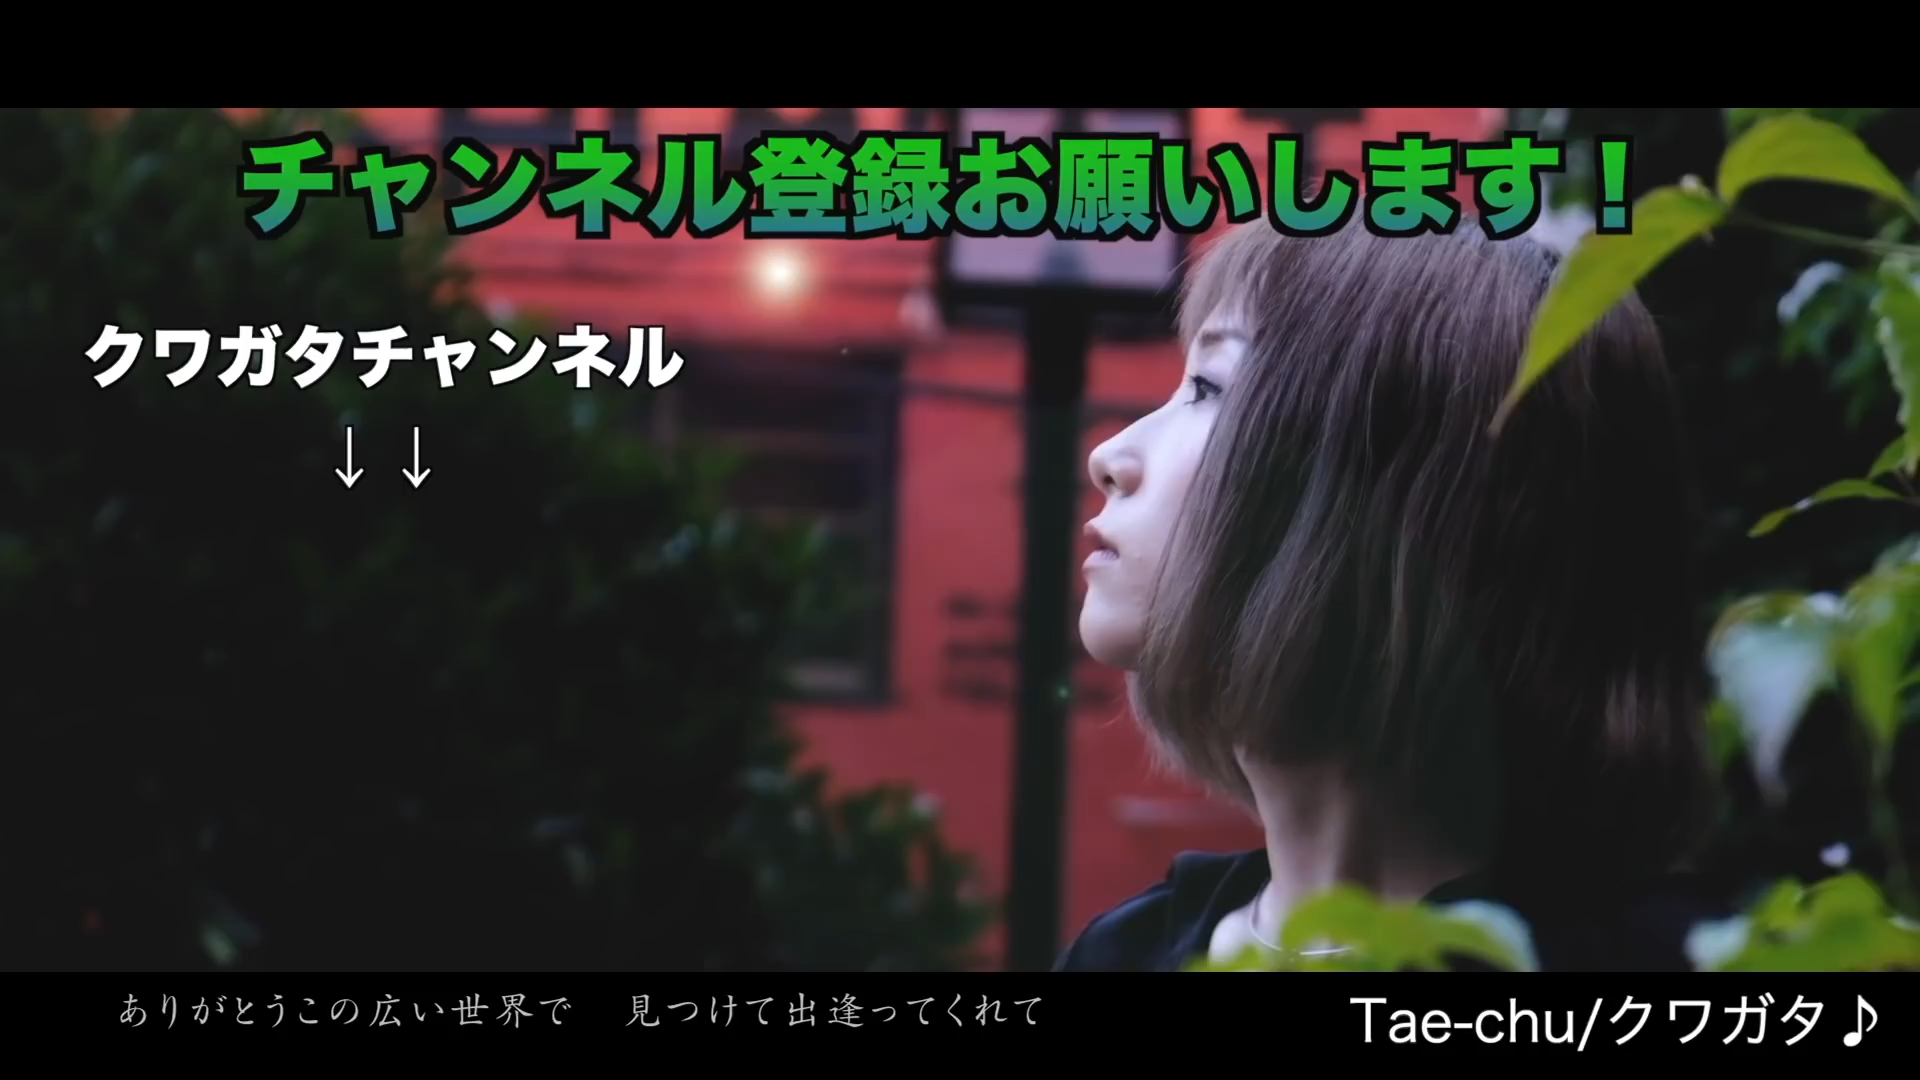 チャンネル登録お願いします！
クワガタチャンネル
↓ ↓
ありがとうこの広い世界で　見つけて出逢ってくれて
Tae-chu/クワガタ♪